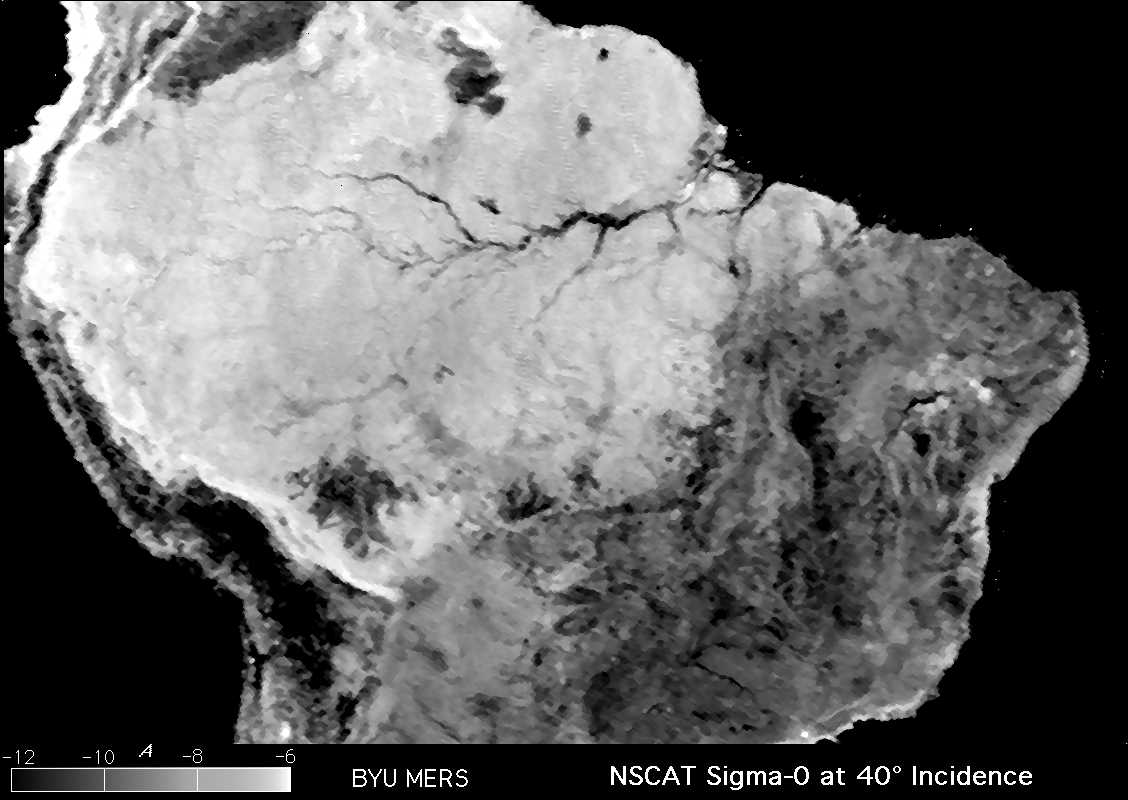 -12 -10 A -8 -6
BYU MERS
NSCAT Sigma-0 at 40° Incidence